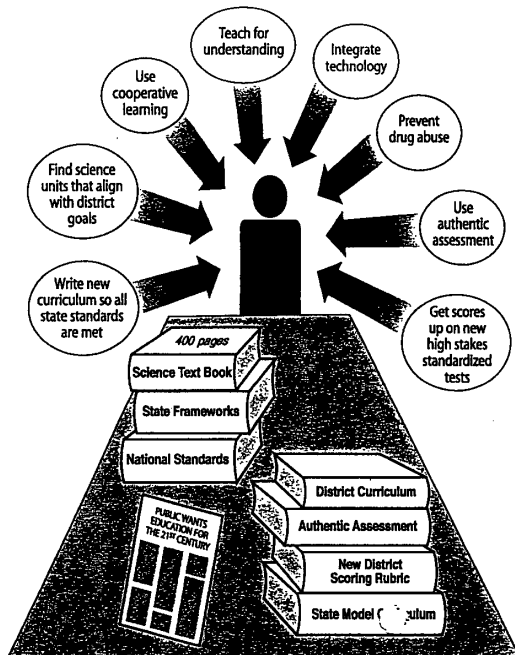 Teach for
understanding
Integrate
technology
Use
cooperative
learning
Prevent
drug abuse
Find science
units that align
with district
goals
Use
authentic
assessment
Write new
curriculum so all
state standards
are met
Get scores
up on new
high stakes
standardized
tests
400 pages
Science Text Book
State Frameworks
National Standards
District Curriculum
Authentic Assessment
New District
Scoring Rubric
State Model
PUBLIC WANTS
EDUCATION FOR
THE 21ST CENTURY